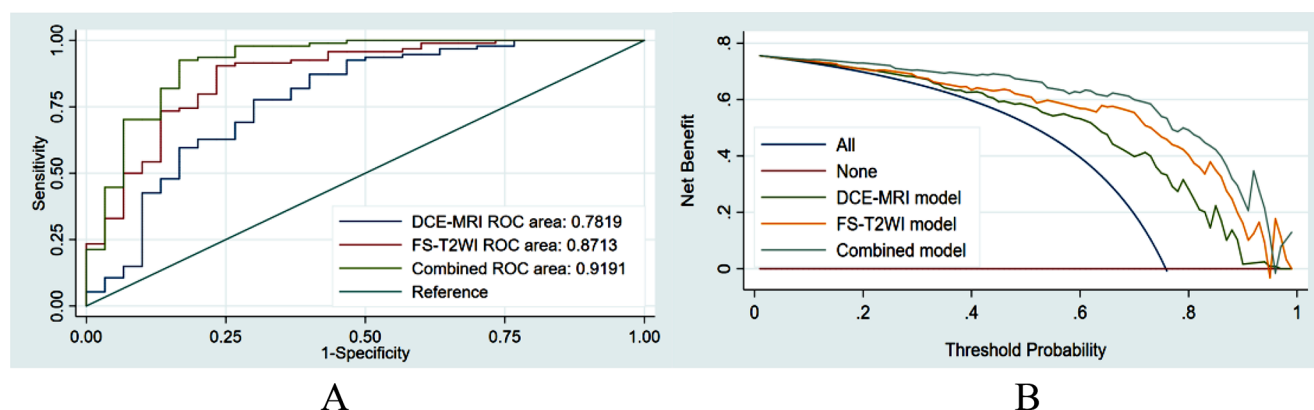 Sensitivity
0.00 0.25 0.50 0.75 1.00
DCE-MRI ROC area: 0.7819
FS-T2WI ROC area: 0.8713
Combined ROC area: 0.9191
Reference
0.00 0.25 0.50 0.75 1.00
1-Specificity
A
Net Benefit
.8
.6
.4
.2
0
All
None
DCE-MRI model
FS-T2WI model
Combined model
0 .2 .4 .6 .8 1
Threshold Probability
B